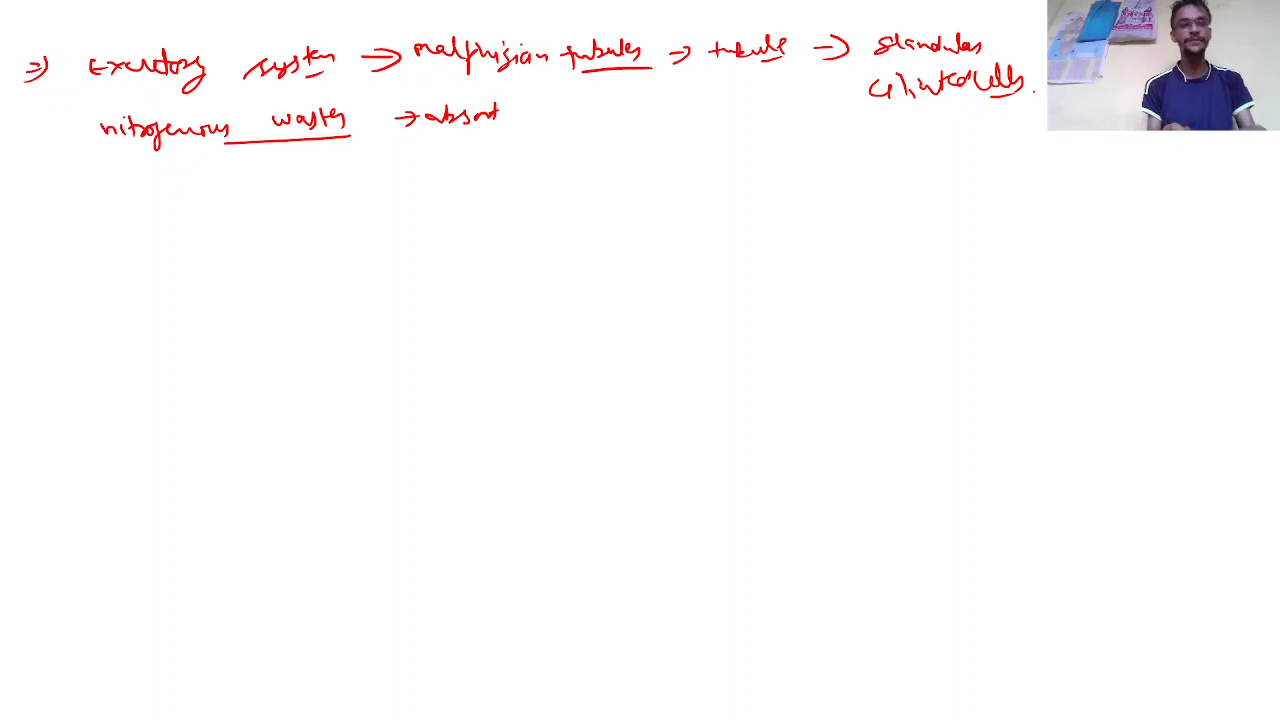 => Excretory system → malphigian tubules => tubule → Glandular
ciliated cells.
nitrogenous wastes → absorb